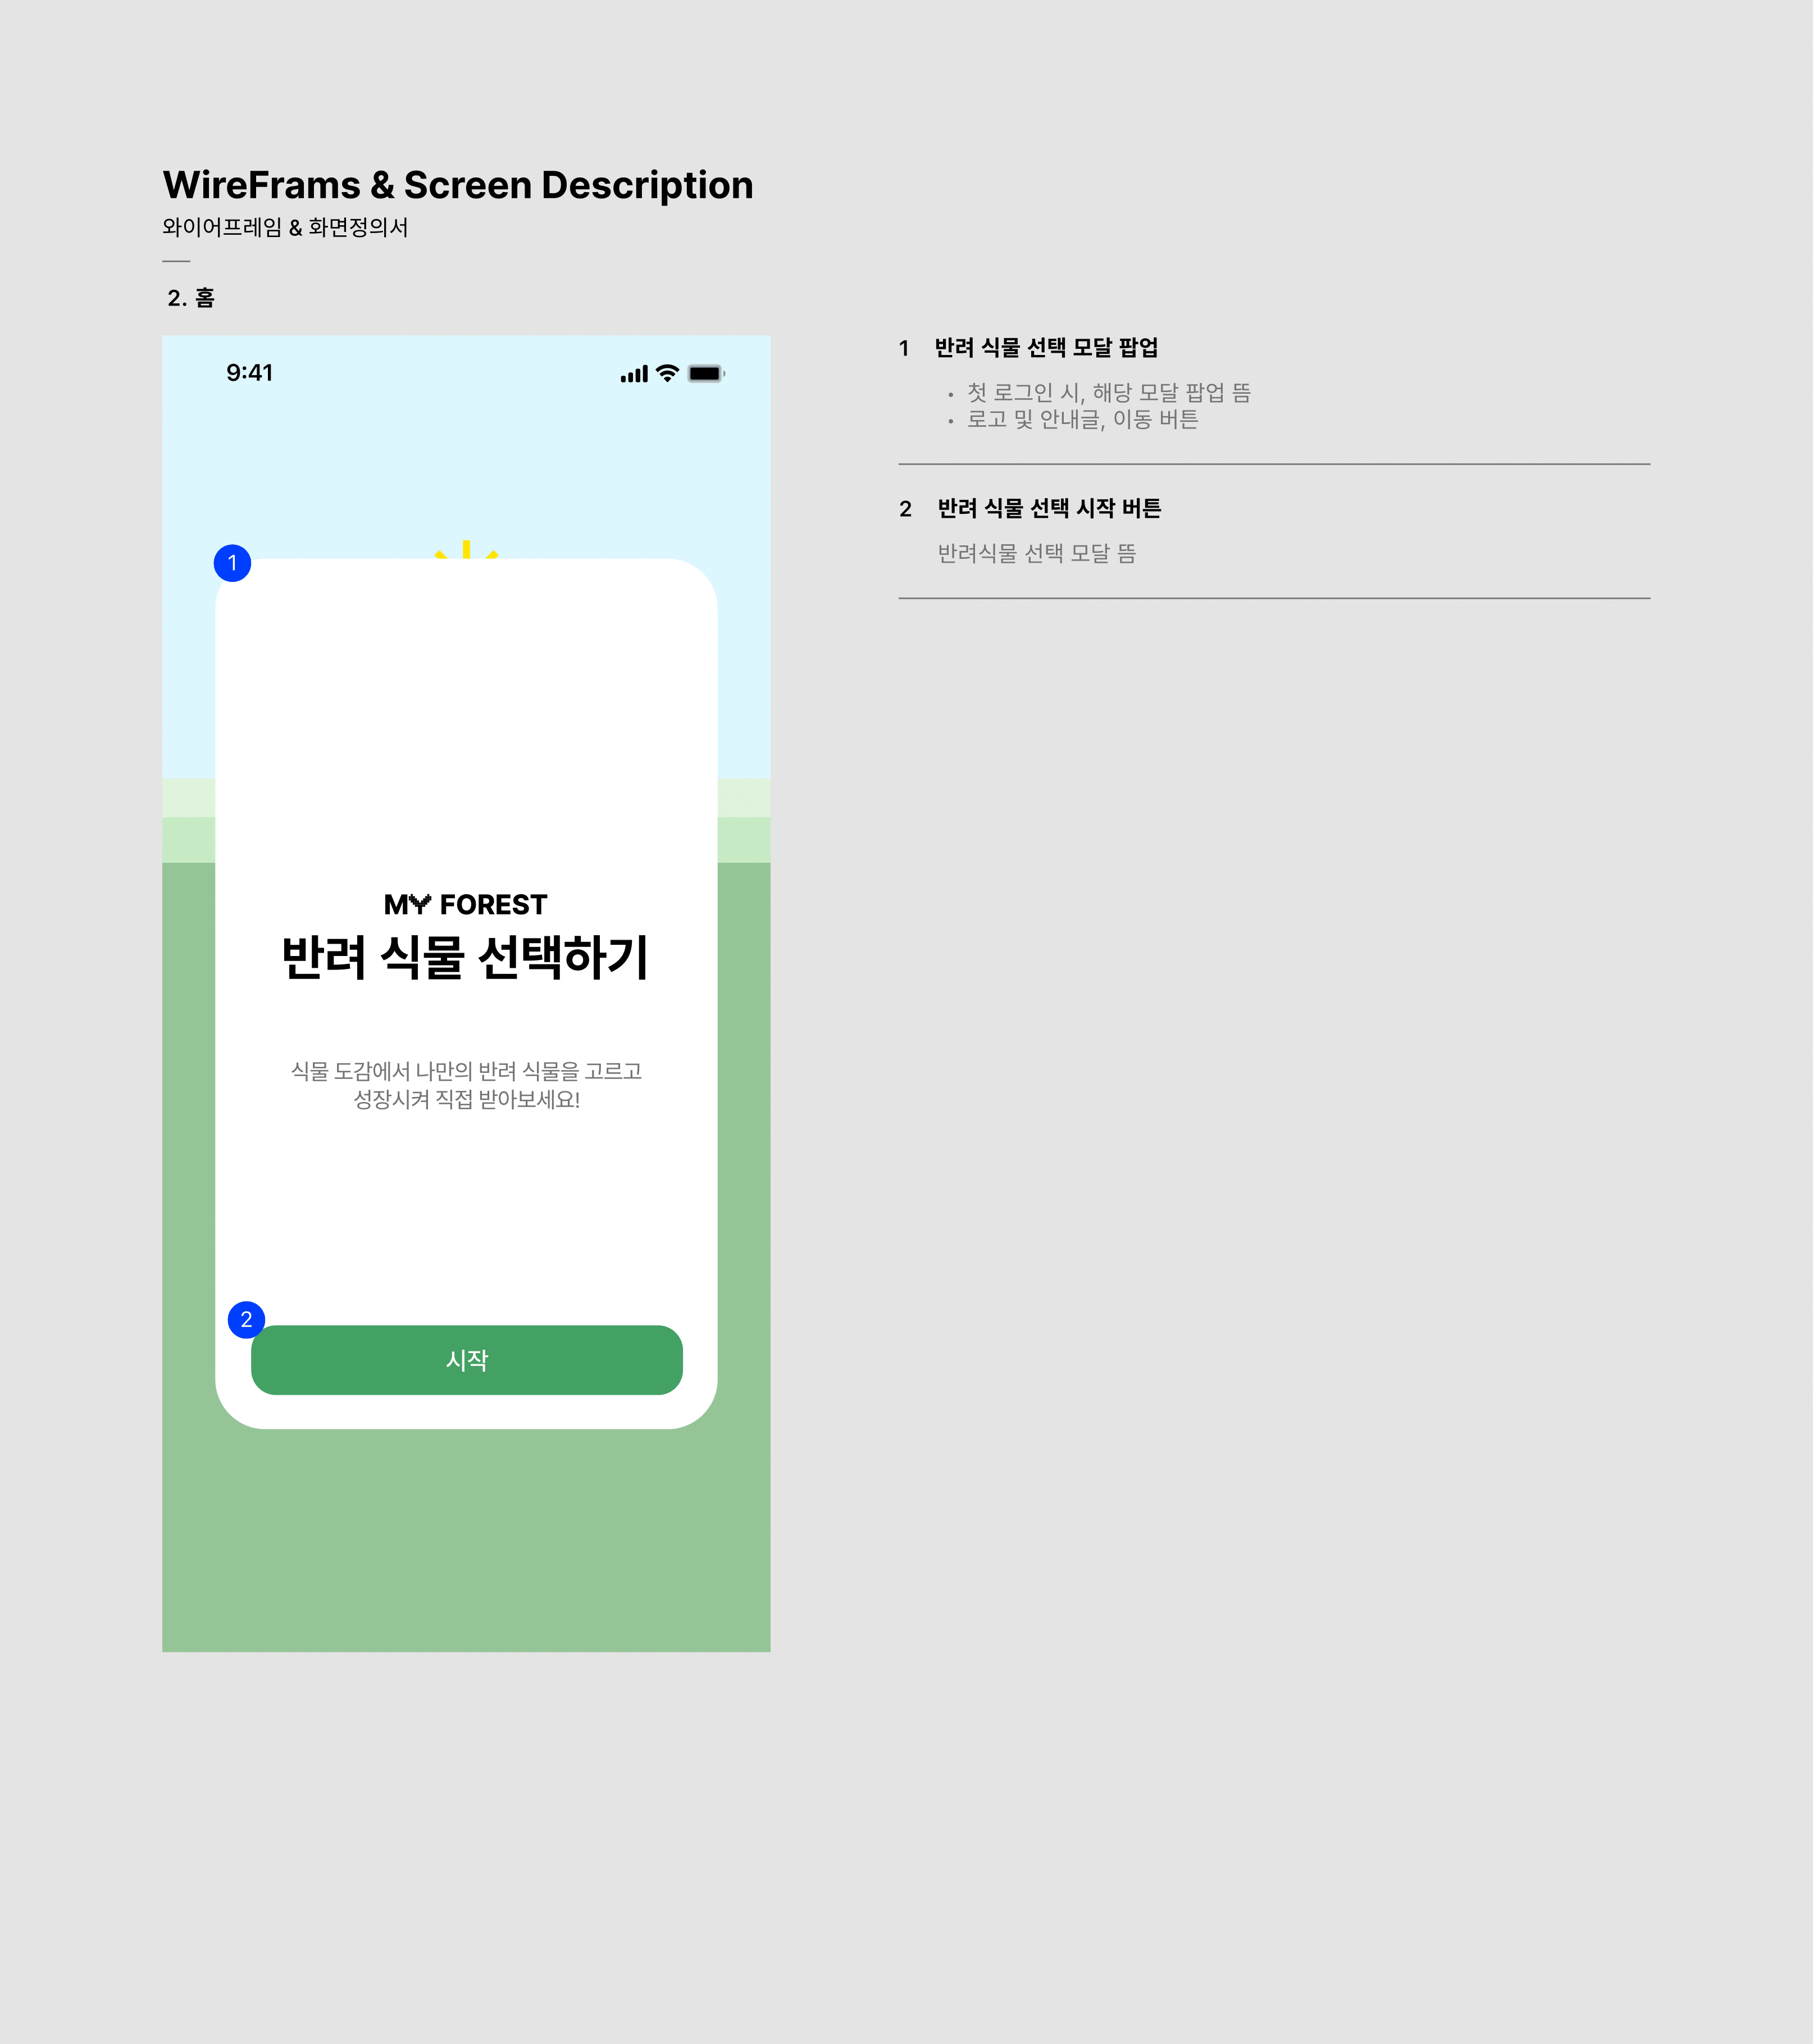 WireFrams & Screen Description
와이어프레임 & 화면정의서
2. 홈
9:41
1
MY FOREST
반려 식물 선택하기
식물 도감에서 나만의 반려 식물을 고르고
성장시켜 직접 받아보세요!
2
시작
1 반려 식물 선택 모달 팝업
• 첫 로그인 시, 해당 모달 팝업 뜸
• 로고 및 안내글, 이동 버튼
2 반려 식물 선택 시작 버튼
반려식물 선택 모달 뜸